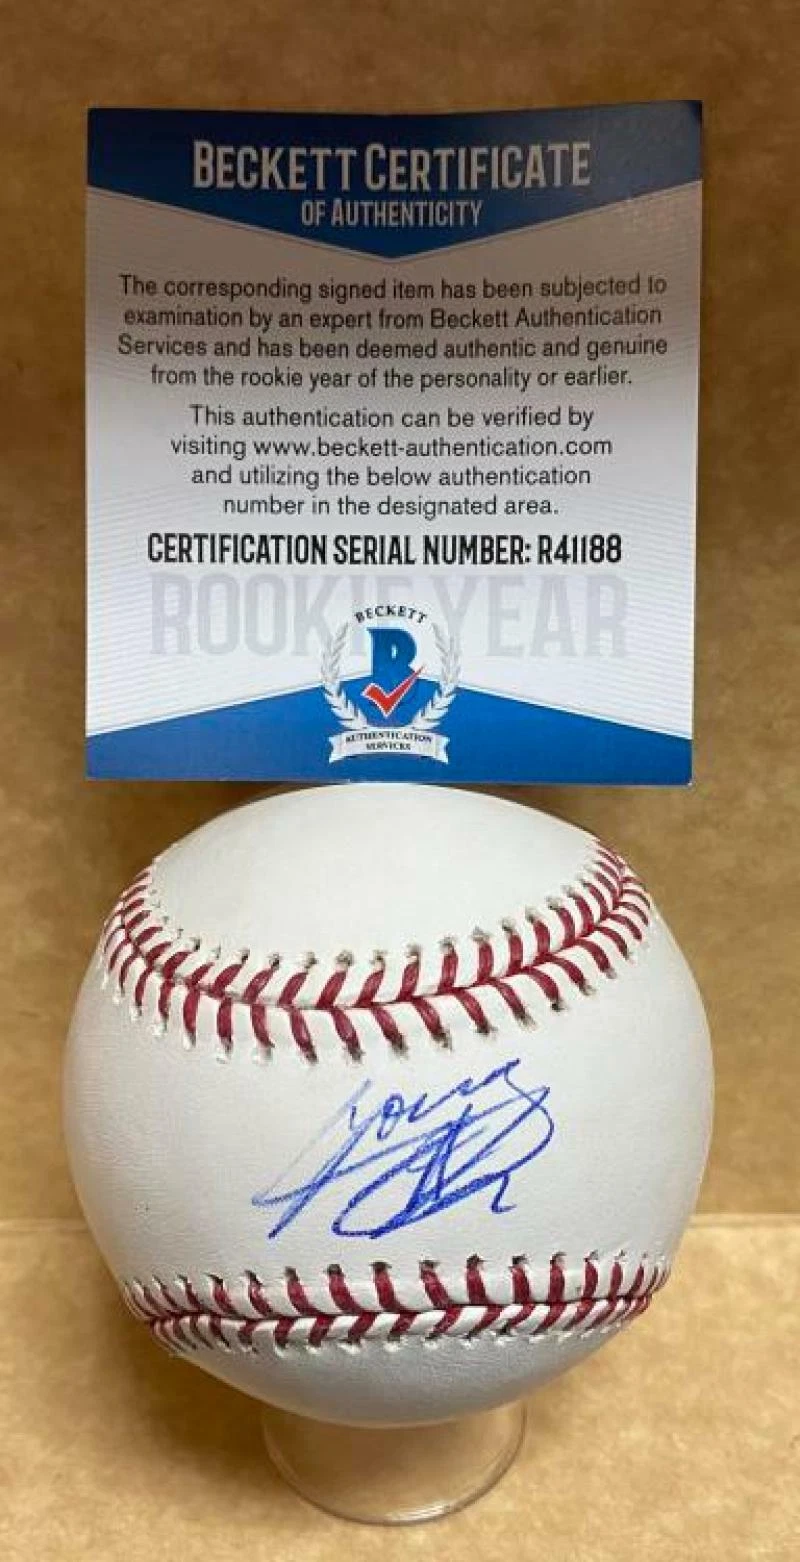 BECKETT CERTIFICATE
OF AUTHENTICITY
The corresponding signed item has been subjected to
examination by an expert from Beckett Authentication
Services and has been deemed authentic and genuine
from the rookie year of the personality or earlier.
This authentication can be verified by
visiting www.beckett-authentication.com
and utilizing the below authentication
number in the designated area.
CERTIFICATION SERIAL NUMBER: R41188
ROOKIE YEAR
BECKETT
B
AUTHENTICATION
SERVICES